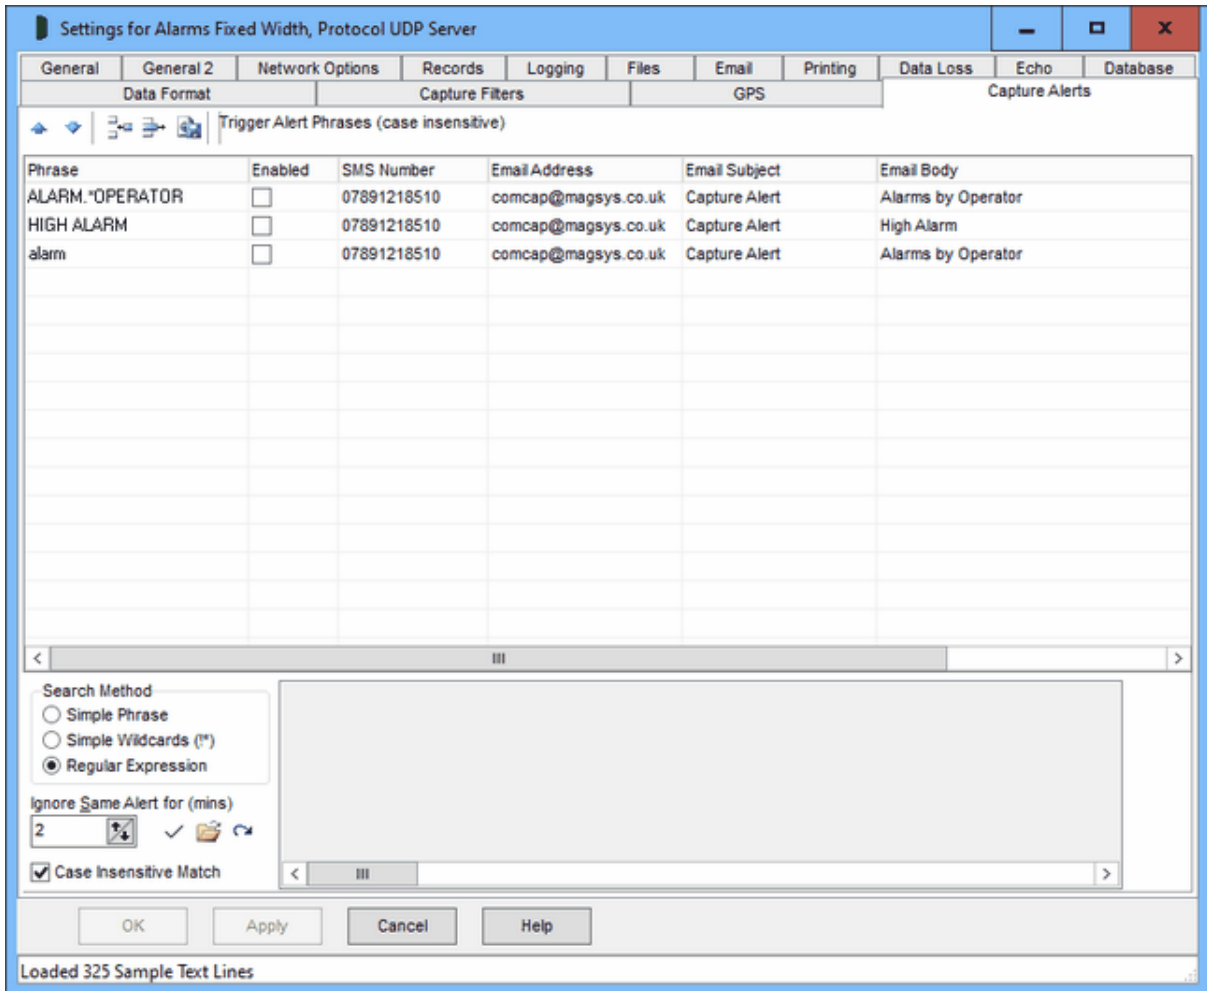 Settings for Alarms Fixed Width, Protocol UDP Server
General General 2 Network Options Records Logging Files Email Printing Data Loss Echo Database
Data Format Capture Filters GPS Capture Alerts
Trigger Alert Phrases (case insensitive)
Phrase Enabled SMS Number Email Address Email Subject Email Body
ALARM.*OPERATOR 07891218510 comcap@magsys.co.uk Capture Alert Alarms by Operator
HIGH ALARM 07891218510 comcap@magsys.co.uk Capture Alert High Alarm
alarm 07891218510 comcap@magsys.co.uk Capture Alert Alarms by Operator
Search Method
Simple Phrase
Simple Wildcards (!*)
Regular Expression
Ignore Same Alert for (mins)
2
Case Insensitive Match
OK Apply Cancel Help
Loaded 325 Sample Text Lines